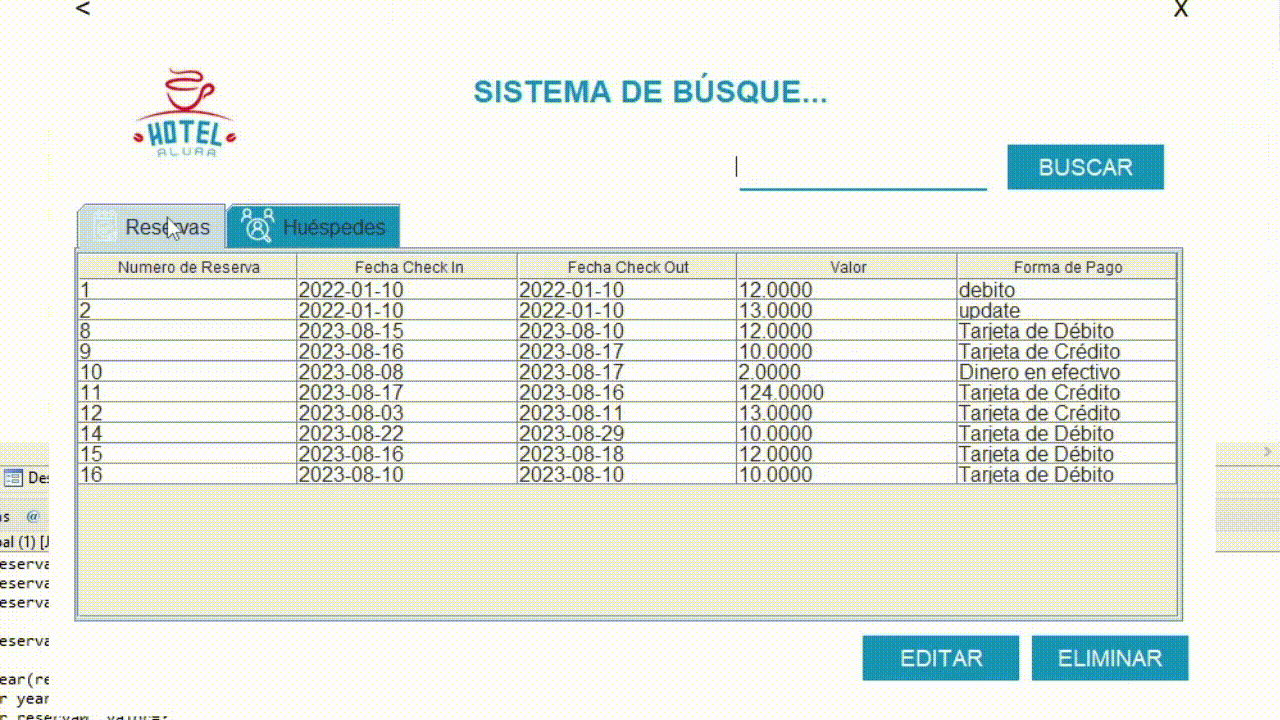 <
X
HOTEL
ALURA
SISTEMA DE BÚSQUE...
BUSCAR
Reservas Huéspedes
Numero de Reserva Fecha Check In Fecha Check Out Valor Forma de Pago
1 2022-01-10 2022-01-10 12.0000 debito
2 2022-01-10 2022-01-10 13.0000 update
8 2023-08-15 2023-08-10 12.0000 Tarjeta de Débito
9 2023-08-16 2023-08-17 10.0000 Tarjeta de Crédito
10 2023-08-08 2023-08-17 2.0000 Dinero en efectivo
11 2023-08-17 2023-08-16 124.0000 Tarjeta de Crédito
12 2023-08-03 2023-08-11 13.0000 Tarjeta de Crédito
14 2023-08-22 2023-08-29 10.0000 Tarjeta de Débito
15 2023-08-16 2023-08-18 12.0000 Tarjeta de Débito
16 2023-08-10 2023-08-10 10.0000 Tarjeta de Débito
EDITAR ELIMINAR
Des
as @
pal (1) [J
eserva
eserva
eserva
eserva
ear(re
r year